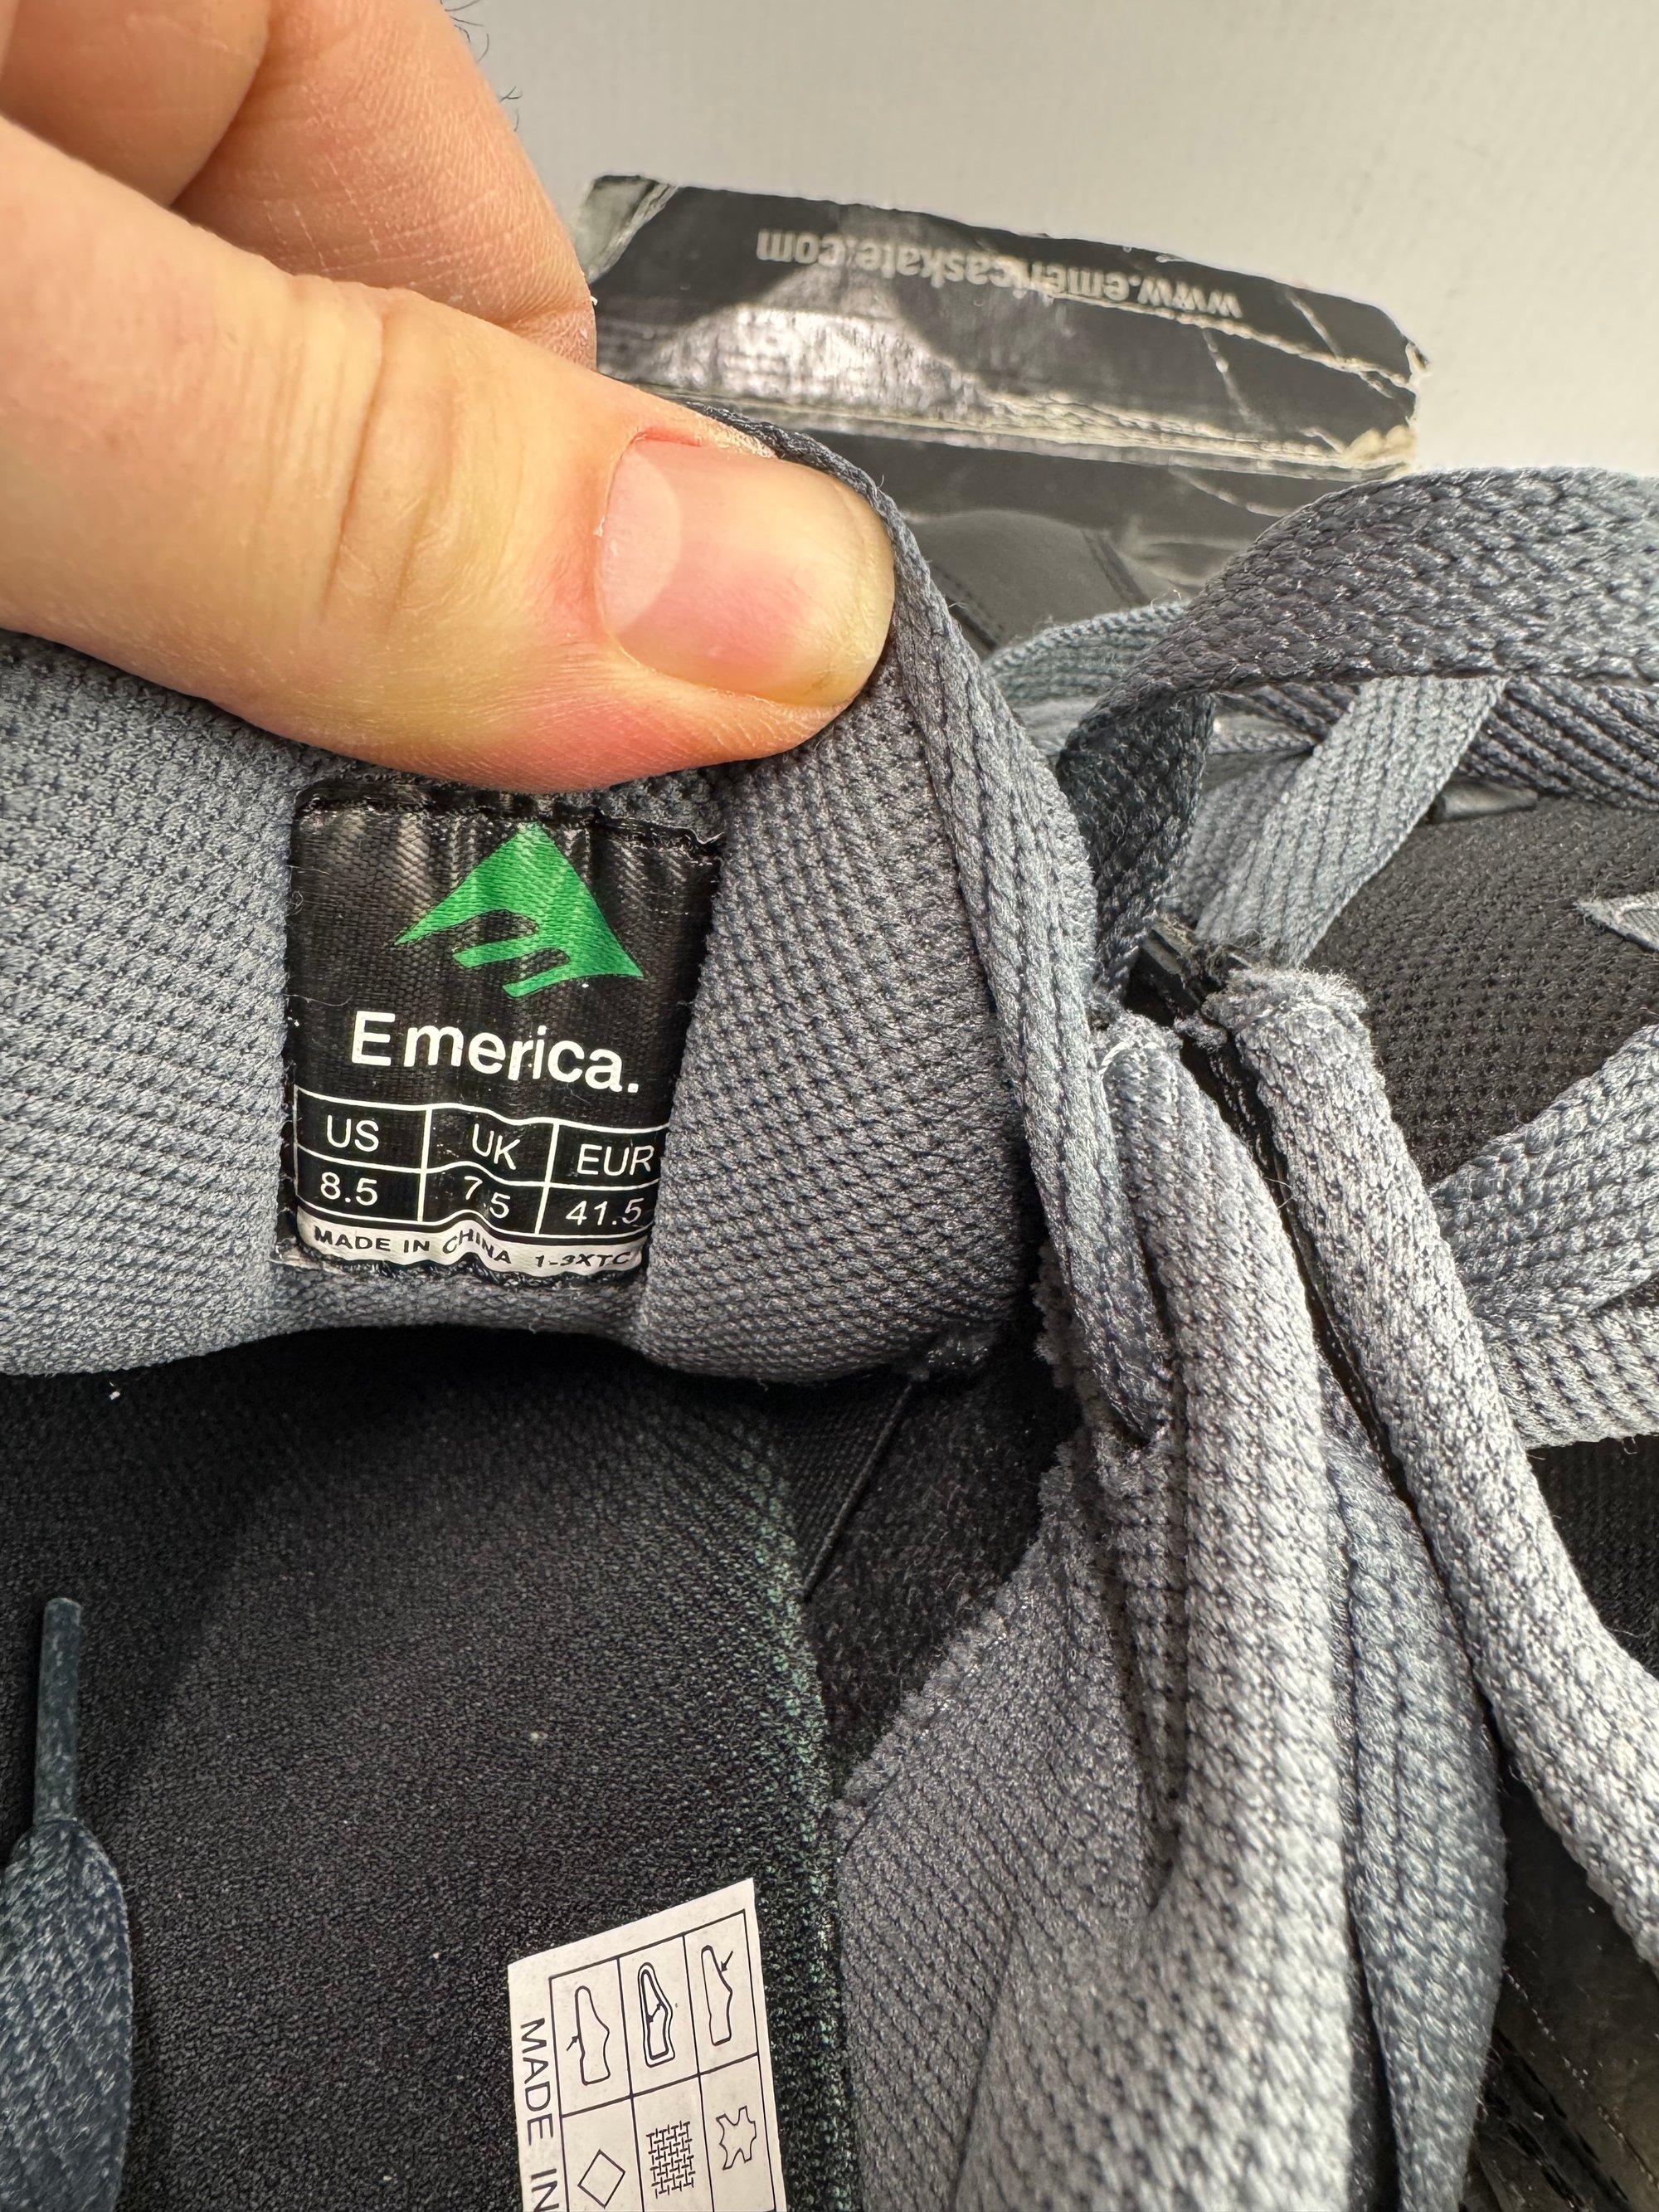 www.emericaskate.com
Emerica.
US UK EUR
8.5 7.5 41.5
MADE IN CHINA 1-3XTC
MADE IN